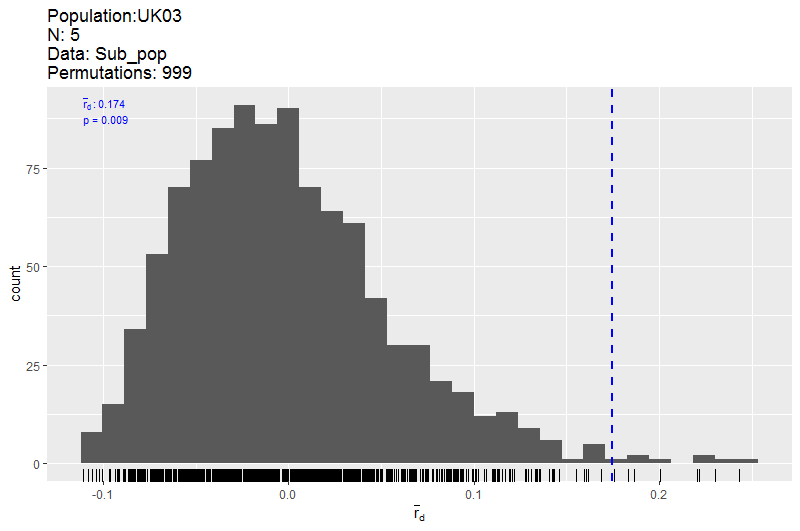 Population:UK03
N: 5
Data: Sub_pop
Permutations: 999
r̄d : 0.174
p = 0.009
count
75
50
25
0
-0.1 0.0 0.1 0.2
r̄d